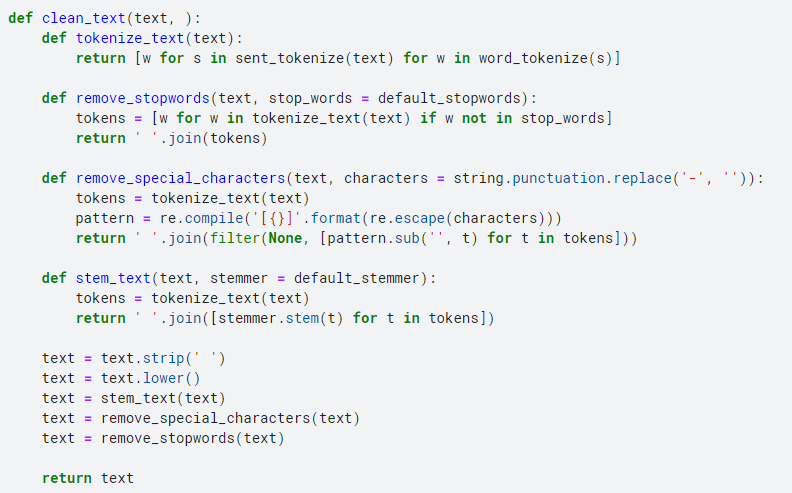 def clean_text(text, ):
    def tokenize_text(text):
        return [w for s in sent_tokenize(text) for w in word_tokenize(s)]

    def remove_stopwords(text, stop_words = default_stopwords):
        tokens = [w for w in tokenize_text(text) if w not in stop_words]
        return ' '.join(tokens)

    def remove_special_characters(text, characters = string.punctuation.replace('-', '')):
        tokens = tokenize_text(text)
        pattern = re.compile('[{}]'.format(re.escape(characters)))
        return ' '.join(filter(None, [pattern.sub('', t) for t in tokens]))

    def stem_text(text, stemmer = default_stemmer):
        tokens = tokenize_text(text)
        return ' '.join([stemmer.stem(t) for t in tokens])

    text = text.strip(' ')
    text = text.lower()
    text = stem_text(text)
    text = remove_special_characters(text)
    text = remove_stopwords(text)

    return text